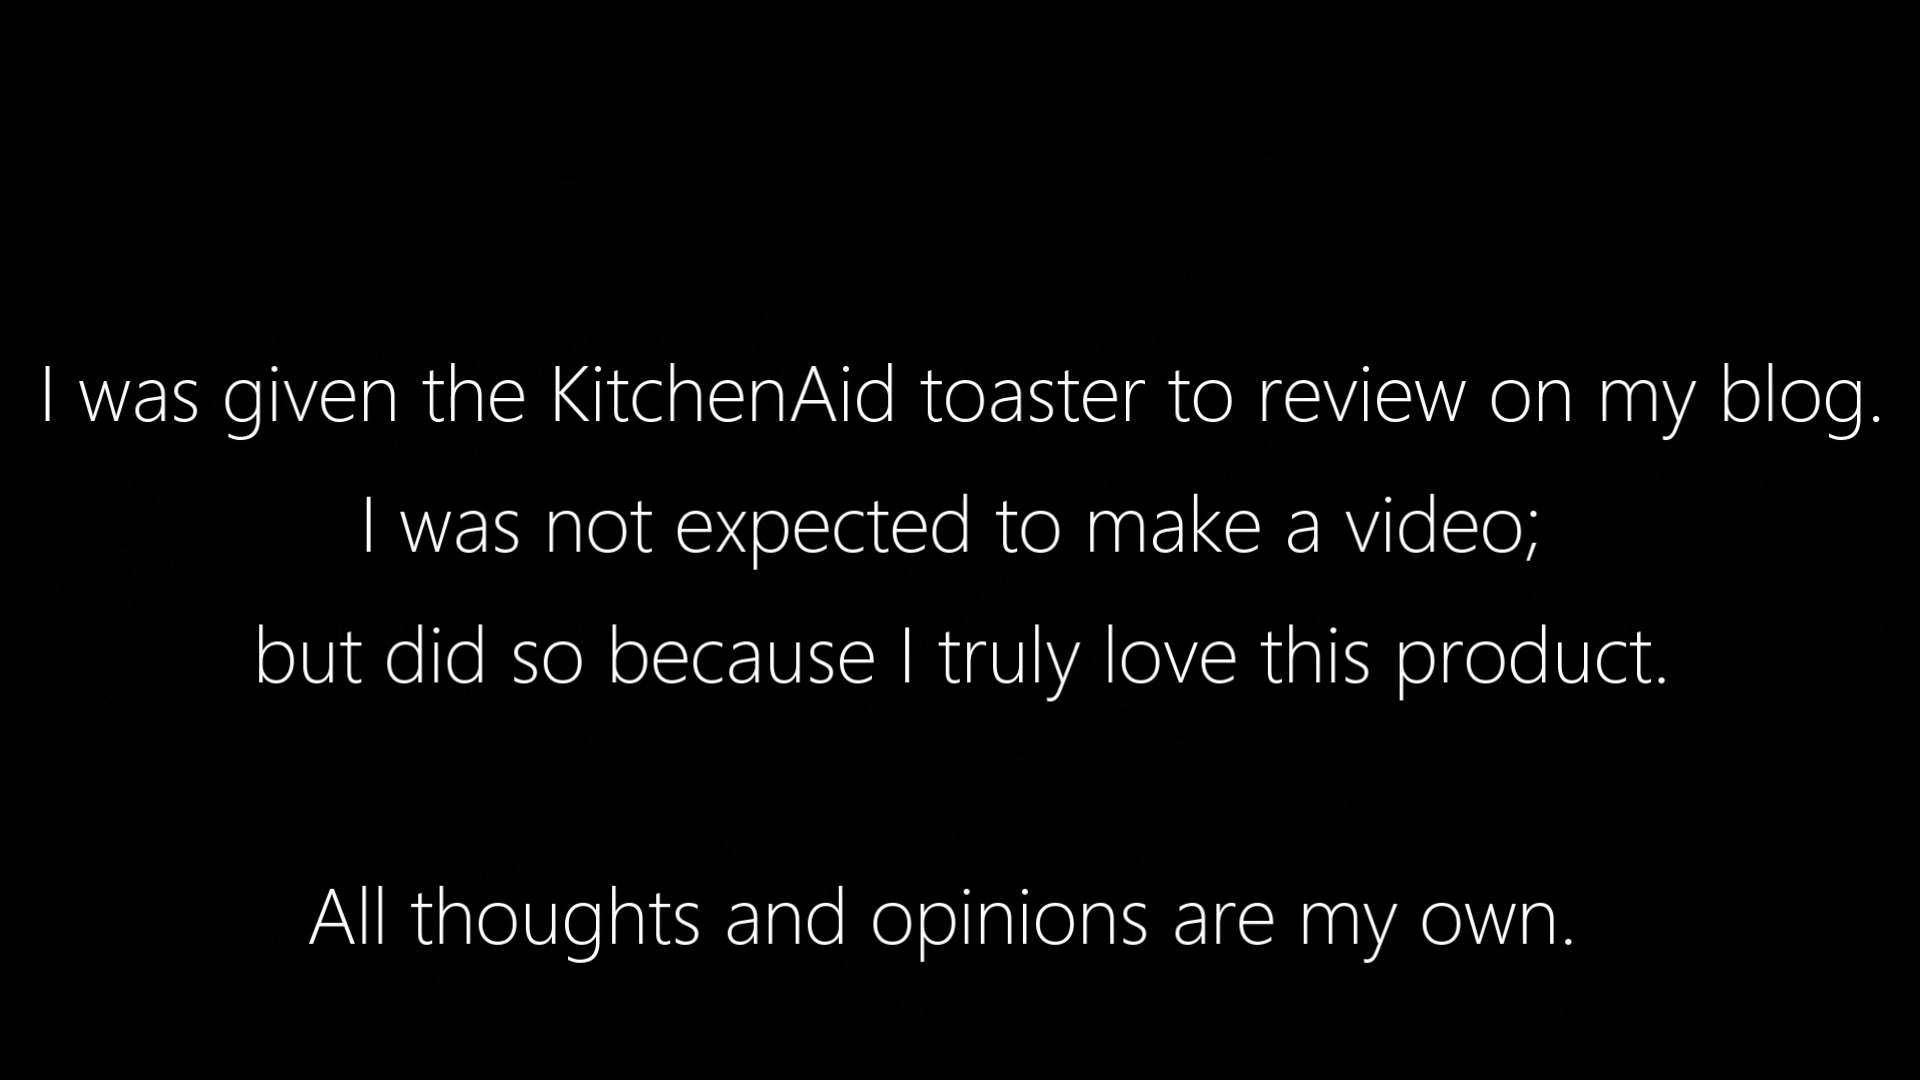 I was given the KitchenAid toaster to review on my blog.
I was not expected to make a video;
but did so because I truly love this product.
All thoughts and opinions are my own.